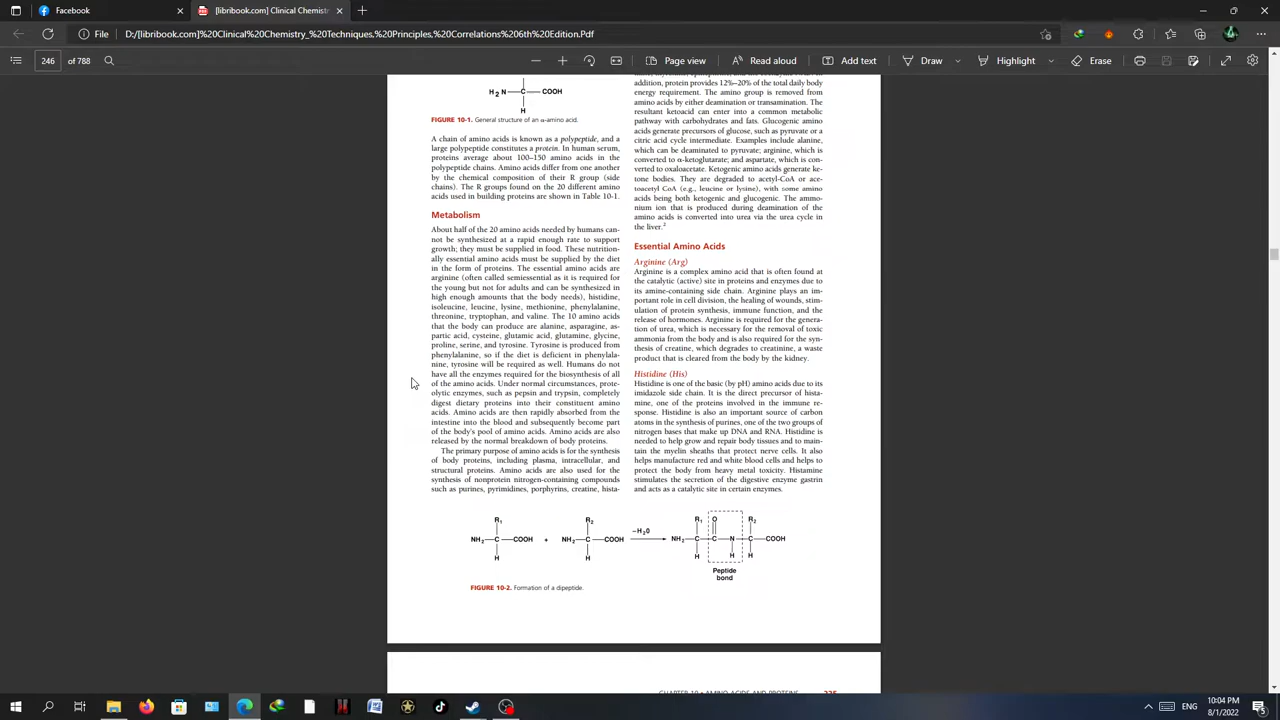 Facebook
[libribook.com] Clinical Chemistr
File
D:/[libribook.com]%20Clincal%20Chemistry_%20Techniques_%20Principles_%20Correlations%20Edition.Pdf
Page view
Read aloud
Add text
H2N—C—COOH
H
FIGURE 10-1. General structure of an α-amino acid.
A chain of amino acids is known as a polypeptide, and a
large polypeptide constitutes a protein. In human serum,
proteins average about 100–150 amino acids in the
polypeptide chains. Amino acids differ from one another
by the chemical composition of their R group (side
chains). The R groups found on the 20 different amino
acids used in building proteins are shown in Table 10-1.
Metabolism
About half of the 20 amino acids needed by humans can-
not be synthesized at a rapid enough rate to support
growth; they must be supplied in food. These nutrition-
ally essential amino acids must be supplied by the diet
in the form of proteins. The essential amino acids are
arginine (often called semiessential as it is required for
the young but not for adults and can be synthesized in
high enough amounts that the body needs), histidine,
isoleucine, leucine, lysine, methionine, phenylalanine,
threonine, tryptophan, and valine. The 10 amino acids
that the body can produce are alanine, asparagine, as-
partic acid, cysteine, glutamic acid, glutamine, glycine,
proline, serine, and tyrosine. Tyrosine is produced from
phenylalanine, so if the diet is deficient in phenylala-
nine, tyrosine will be required as well. Humans do not
have all the enzymes required for the biosynthesis of all
of the amino acids. Under normal circumstances, prote-
olytic enzymes, such as pepsin and trypsin, completely
digest dietary proteins into their constituent amino
acids. Amino acids are then rapidly absorbed from the
intestine into the blood and subsequently become part
of the body's pool of amino acids. Amino acids are also
released by the normal breakdown of body proteins.
The primary purpose of amino acids is for the synthesis
of body proteins, including plasma, intracellular, and
structural proteins. Amino acids are also used for the
synthesis of nonprotein nitrogen-containing compounds
such as purines, pyrimidines, porphyrins, creatine, hista-
addition, protein provides 12%–20% of the total daily body
energy requirement. The amino group is removed from
amino acids by either deamination or transamination. The
resultant ketoacid can enter into a common metabolic
pathway with carbohydrates and fats. Glucogenic amino
acids generate precursors of glucose, such as pyruvate or a
citric acid cycle intermediate. Examples include alanine,
which can be deaminated to pyruvate; arginine, which is
converted to α-ketoglutarate; and aspartate, which is con-
verted to oxaloacetate. Ketogenic amino acids generate ke-
tone bodies. They are degraded to acetyl-CoA or ace-
toacetyl CoA (e.g., leucine or lysine), with some amino
acids being both ketogenic and glucogenic. The ammo-
nium ion that is produced during deamination of the
amino acids is converted into urea via the urea cycle in
the liver.2
Essential Amino Acids
Arginine (Arg)
Arginine is a complex amino acid that is often found at
the catalytic (active) site in proteins and enzymes due to
its amine-containing side chain. Arginine plays an im-
portant role in cell division, the healing of wounds, stim-
ulation of protein synthesis, immune function, and the
release of hormones. Arginine is required for the genera-
tion of urea, which is necessary for the removal of toxic
ammonia from the body and is also required for the syn-
thesis of creatine, which degrades to creatinine, a waste
product that is cleared from the body by the kidney.
Histidine (His)
Histidine is one of the basic (by pH) amino acids due to its
imidazole side chain. It is the direct precursor of hista-
mine, one of the proteins involved in the immune re-
sponse. Histidine is also an important source of carbon
atoms in the synthesis of purines, one of the two groups of
nitrogen bases that make up DNA and RNA. Histidine is
needed to help grow and repair body tissues and to main-
tain the myelin sheaths that protect nerve cells. It also
helps manufacture red and white blood cells and helps to
protect the body from heavy metal toxicity. Histamine
stimulates the secretion of the digestive enzyme gastrin
and acts as a catalytic site in certain enzymes.
R1 R2 R1 O R2
NH2—C—COOH + NH2—C—COOH –H20 NH2—C—C—N—C—COOH
H H H H H
Peptide
bond
FIGURE 10-2. Formation of a dipeptide.
CHAPTER 10 • AMINO ACIDS AND PROTEINS 225
ENG
10:04 PM
8/1/2022